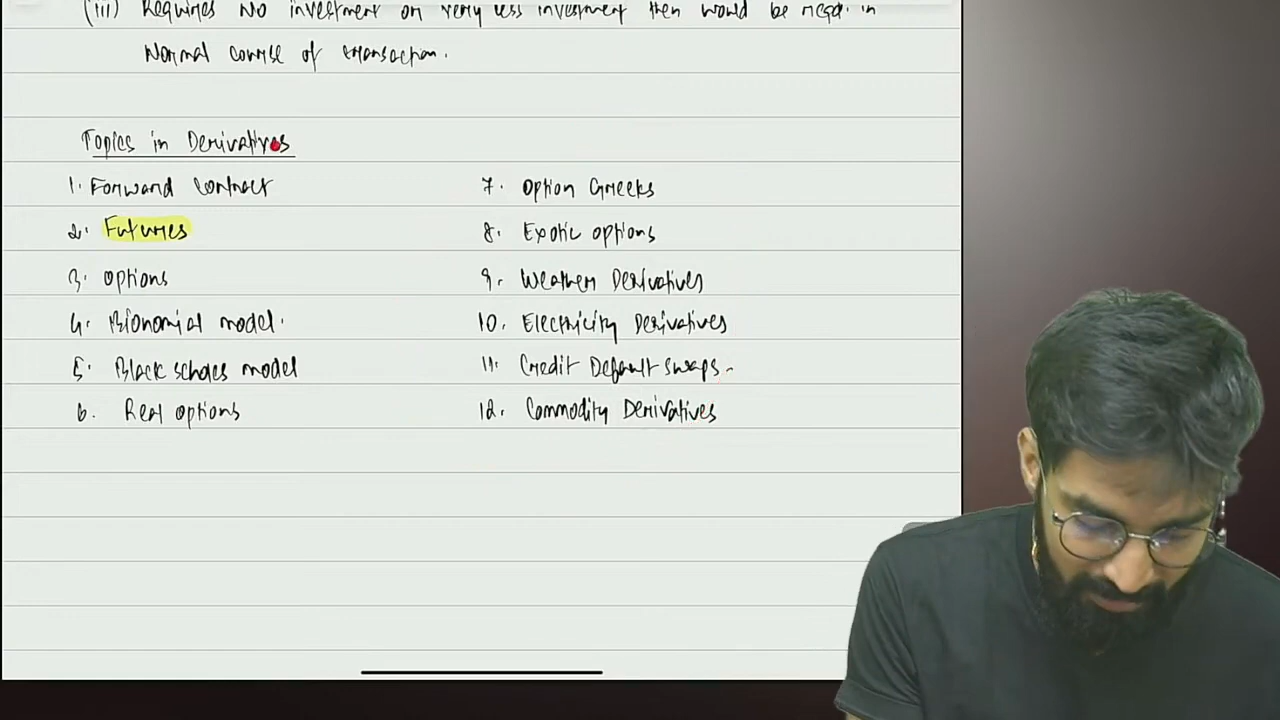 (iii) Requires No investment or very less investment then would be reqd. in
Normal course of transaction.
Topics in Derivatives
1. Forward Contract
2. Futures
3. Options
4. Bionomial model.
5. Black scholes model
6. Real options
7. Option Greeks
8. Exotic options
9. Weather Derivatives
10. Electricity Derivatives
11. Credit Default swaps -
12. Commodity Derivatives